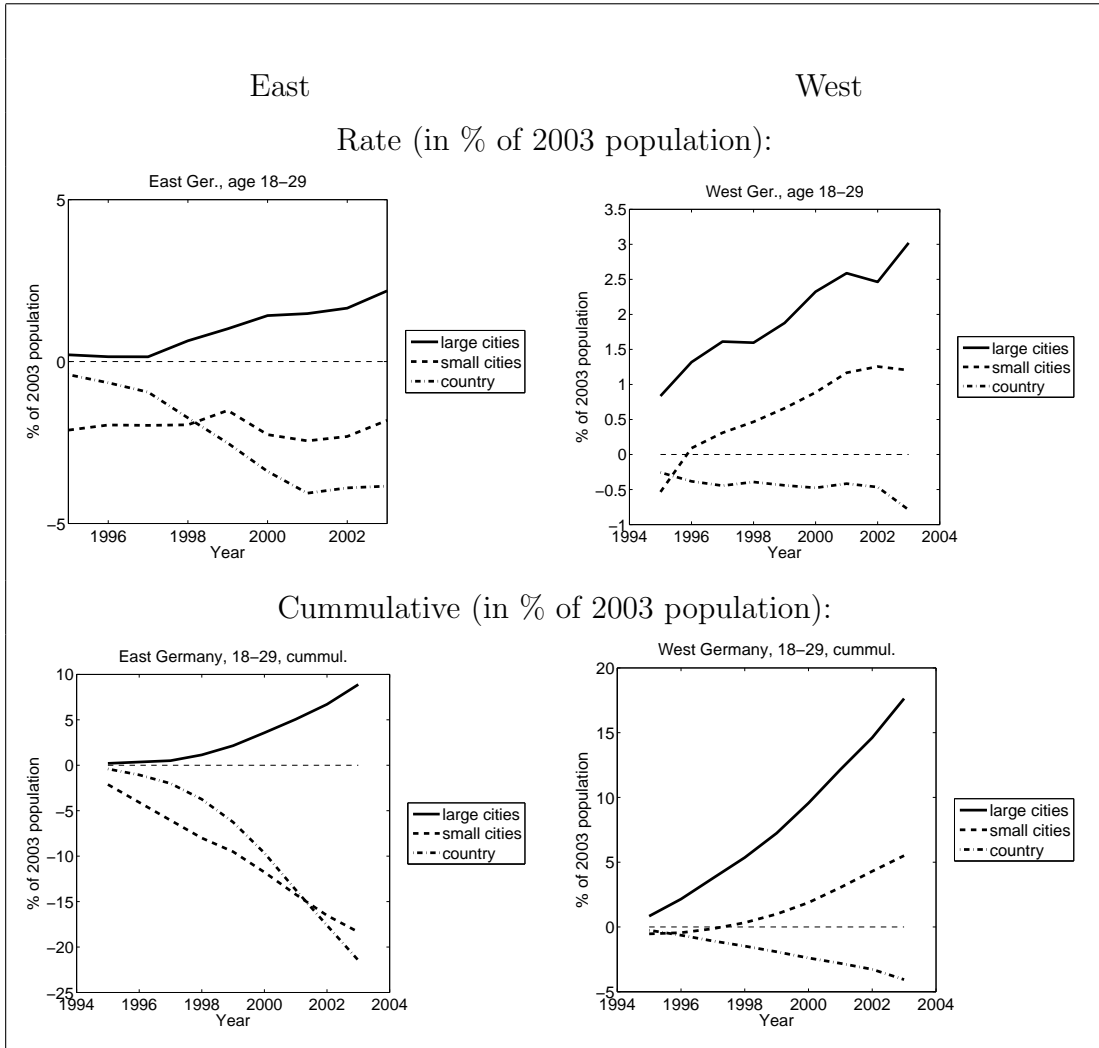 East West
Rate (in % of 2003 population):
East Ger., age 18−29
5
0
−5
% of 2003 population
1996 1998 2000 2002
Year
large cities
small cities
country
West Ger., age 18−29
3.5
3
2.5
2
1.5
1
0.5
0
−0.5
−1
% of 2003 population
1994 1996 1998 2000 2002 2004
Year
large cities
small cities
country
Cummulative (in % of 2003 population):
East Germany, 18−29, cummul.
10
5
0
−5
−10
−15
−20
−25
% of 2003 population
1994 1996 1998 2000 2002 2004
Year
large cities
small cities
country
West Germany, 18−29, cummul.
20
15
10
5
0
−5
% of 2003 population
1994 1996 1998 2000 2002 2004
Year
large cities
small cities
country